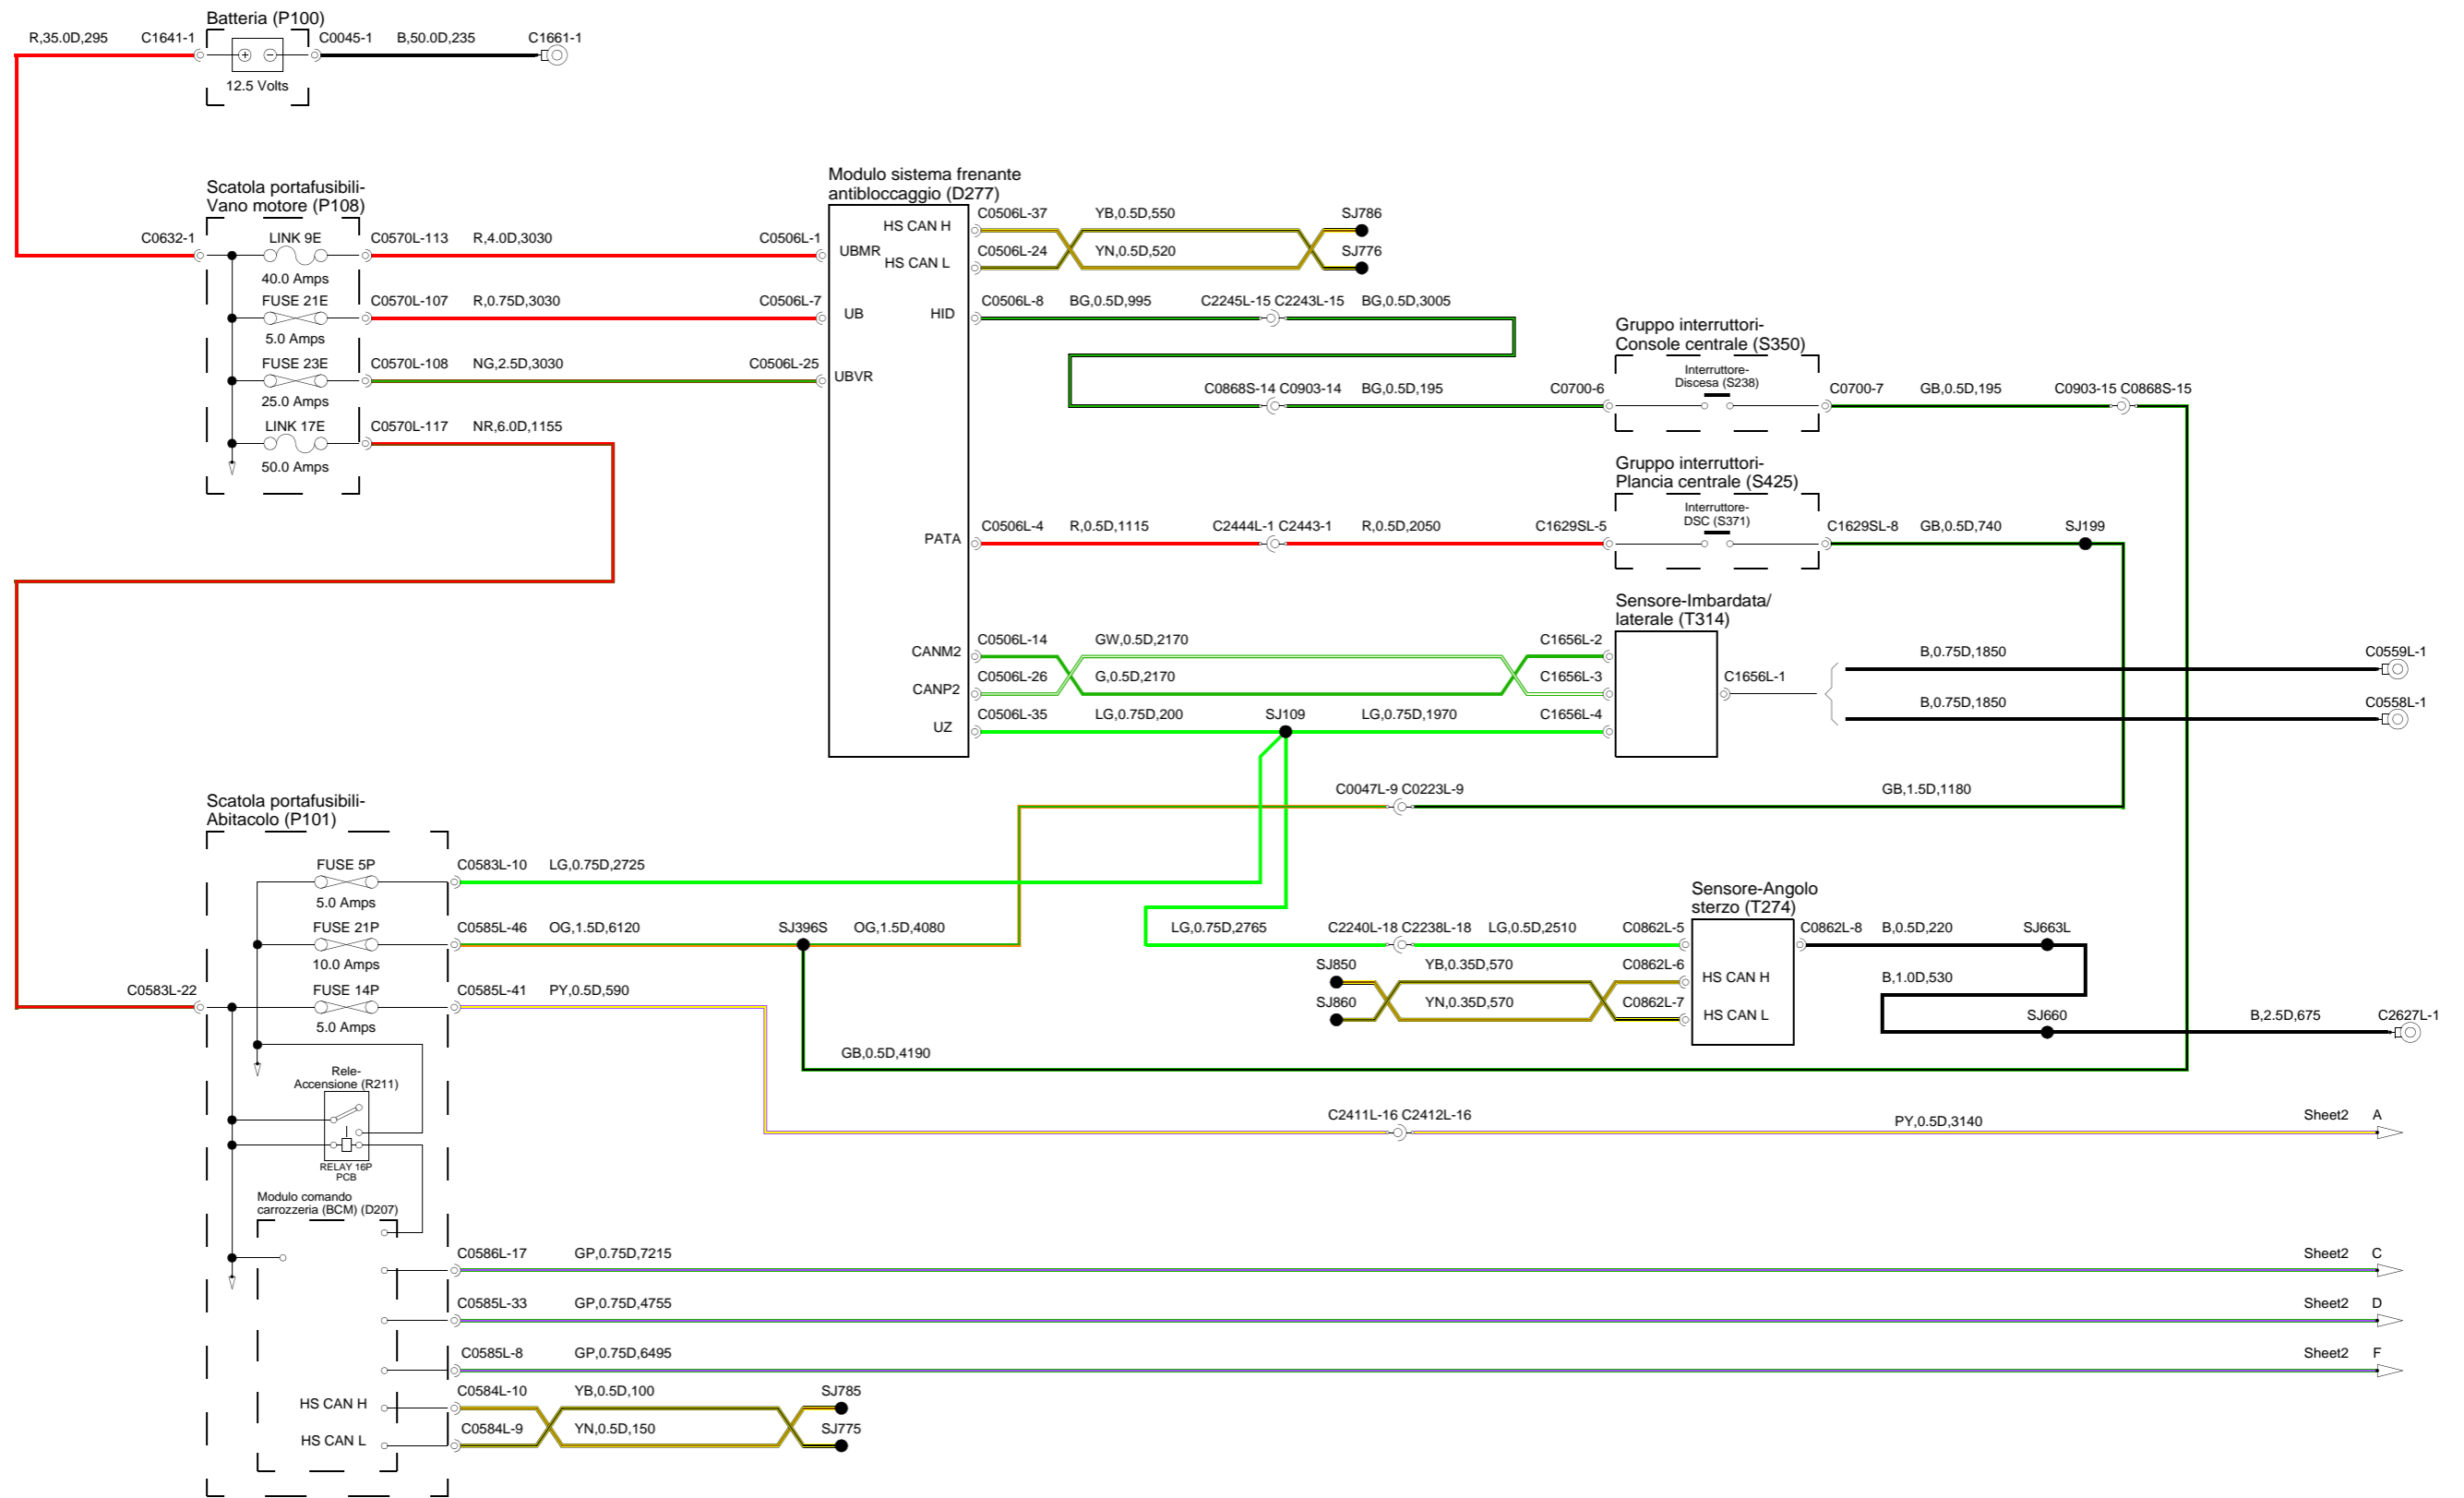 Batteria (P100)
R,35.0D,295
C1641-1
C0045-1
B,50.0D,235
C1661-1
12.5 Volts
Scatola portafusibili-
Vano motore (P108)
C0632-1
LINK 9E
40.0 Amps
C0570L-113
R,4.0D,3030
C0506L-1
FUSE 21E
5.0 Amps
C0570L-107
R,0.75D,3030
C0506L-7
FUSE 23E
25.0 Amps
C0570L-108
NG,2.5D,3030
C0506L-25
LINK 17E
50.0 Amps
C0570L-117
NR,6.0D,1155
Modulo sistema frenante
antibloccaggio (D277)
HS CAN H
UBMR
HS CAN L
UB
HID
UBVR
PATA
CANM2
CANP2
UZ
C0506L-37
YB,0.5D,550
SJ786
C0506L-24
YN,0.5D,520
SJ776
C0506L-8
BG,0.5D,995
C2245L-15 C2243L-15
BG,0.5D,3005
Gruppo interruttori-
Console centrale (S350)
Interruttore-
Discesa (S238)
C0868S-14 C0903-14
BG,0.5D,195
C0700-6
C0700-7
GB,0.5D,195
C0903-15 C0868S-15
Gruppo interruttori-
Plancia centrale (S425)
Interruttore-
DSC (S371)
C0506L-4
R,0.5D,1115
C2444L-1 C2443-1
R,0.5D,2050
C1629SL-5
C1629SL-8
GB,0.5D,740
SJ199
Sensore-Imbardata/
laterale (T314)
C0506L-14
GW,0.5D,2170
C1656L-2
C0506L-26
G,0.5D,2170
C1656L-3
C1656L-1
B,0.75D,1850
C0559L-1
B,0.75D,1850
C0558L-1
C0506L-35
LG,0.75D,200
SJ109
LG,0.75D,1970
C1656L-4
C0047L-9 C0223L-9
GB,1.5D,1180
Scatola portafusibili-
Abitacolo (P101)
FUSE 5P
5.0 Amps
C0583L-10
LG,0.75D,2725
FUSE 21P
10.0 Amps
C0585L-46
OG,1.5D,6120
SJ396S
OG,1.5D,4080
C0583L-22
FUSE 14P
5.0 Amps
C0585L-41
PY,0.5D,590
Sensore-Angolo
sterzo (T274)
LG,0.75D,2765
C2240L-18 C2238L-18
LG,0.5D,2510
C0862L-5
C0862L-8
B,0.5D,220
SJ663L
SJ850
YB,0.35D,570
C0862L-6
HS CAN H
B,1.0D,530
SJ860
YN,0.35D,570
C0862L-7
HS CAN L
SJ660
B,2.5D,675
C2627L-1
GB,0.5D,4190
Rele-
Accensione (R211)
RELAY 16P
PCB
C2411L-16 C2412L-16
PY,0.5D,3140
Sheet2 A
Modulo comando
carrozzeria (BCM) (D207)
C0586L-17
GP,0.75D,7215
Sheet2 C
C0585L-33
GP,0.75D,4755
Sheet2 D
C0585L-8
GP,0.75D,6495
Sheet2 F
HS CAN H
C0584L-10
YB,0.5D,100
SJ785
HS CAN L
C0584L-9
YN,0.5D,150
SJ775